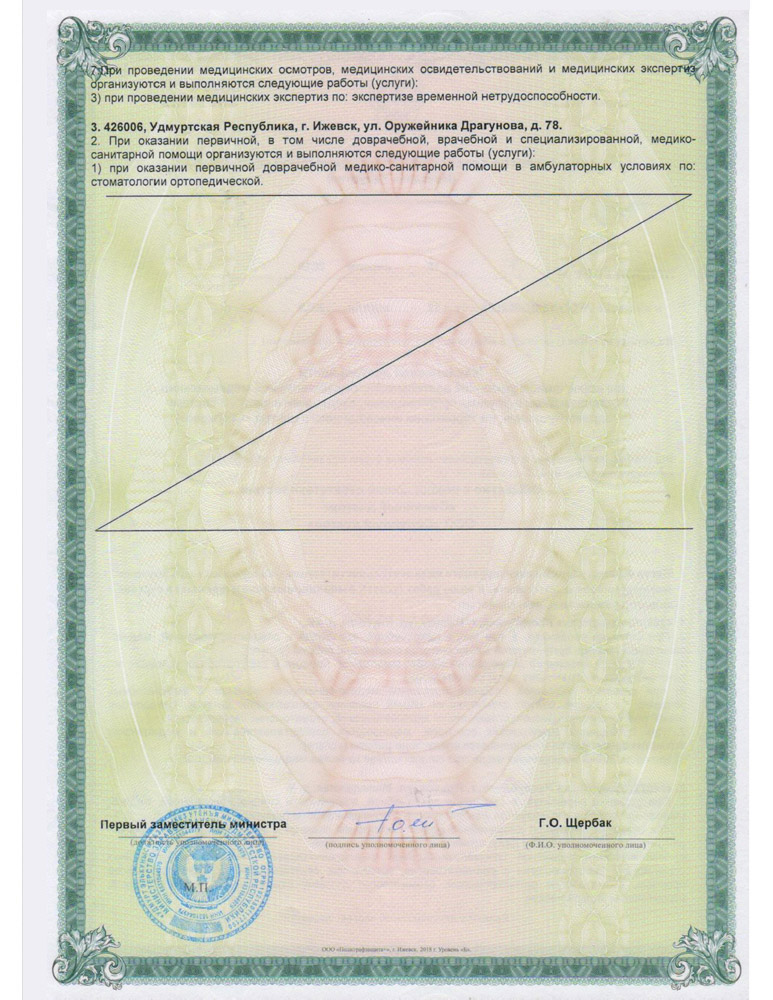 7.При проведении медицинских осмотров, медицинских освидетельствований и медицинских экспертиз
организуются и выполняются следующие работы (услуги):
3) при проведении медицинских экспертиз по: экспертизе временной нетрудоспособности.
3. 426006, Удмуртская Республика, г. Ижевск, ул. Оружейника Драгунова, д. 78.
2. При оказании первичной, в том числе доврачебной, врачебной и специализированной, медико-
санитарной помощи организуются и выполняются следующие работы (услуги):
1) при оказании первичной доврачебной медико-санитарной помощи в амбулаторных условиях по:
стоматологии ортопедической.
Первый заместитель министра
Г.О. Щербак
(должность уполномоченного лица)
(подпись уполномоченного лица)
(Ф.И.О. уполномоченного лица)
М.П.
ООО «Полиграфзащита+», г. Ижевск, 2018 г. Уровень «Б».